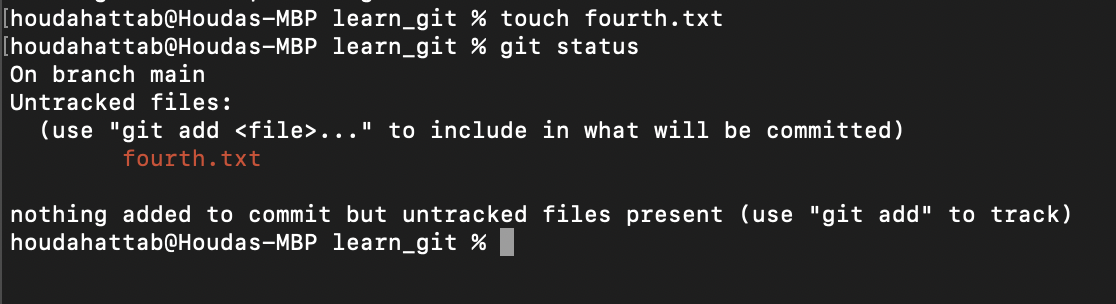 [houdahattab@Houdas-MBP learn_git % touch fourth.txt
[houdahattab@Houdas-MBP learn_git % git status
On branch main
Untracked files:
  (use "git add <file>..." to include in what will be committed)
        fourth.txt

nothing added to commit but untracked files present (use "git add" to track)
houdahattab@Houdas-MBP learn_git %